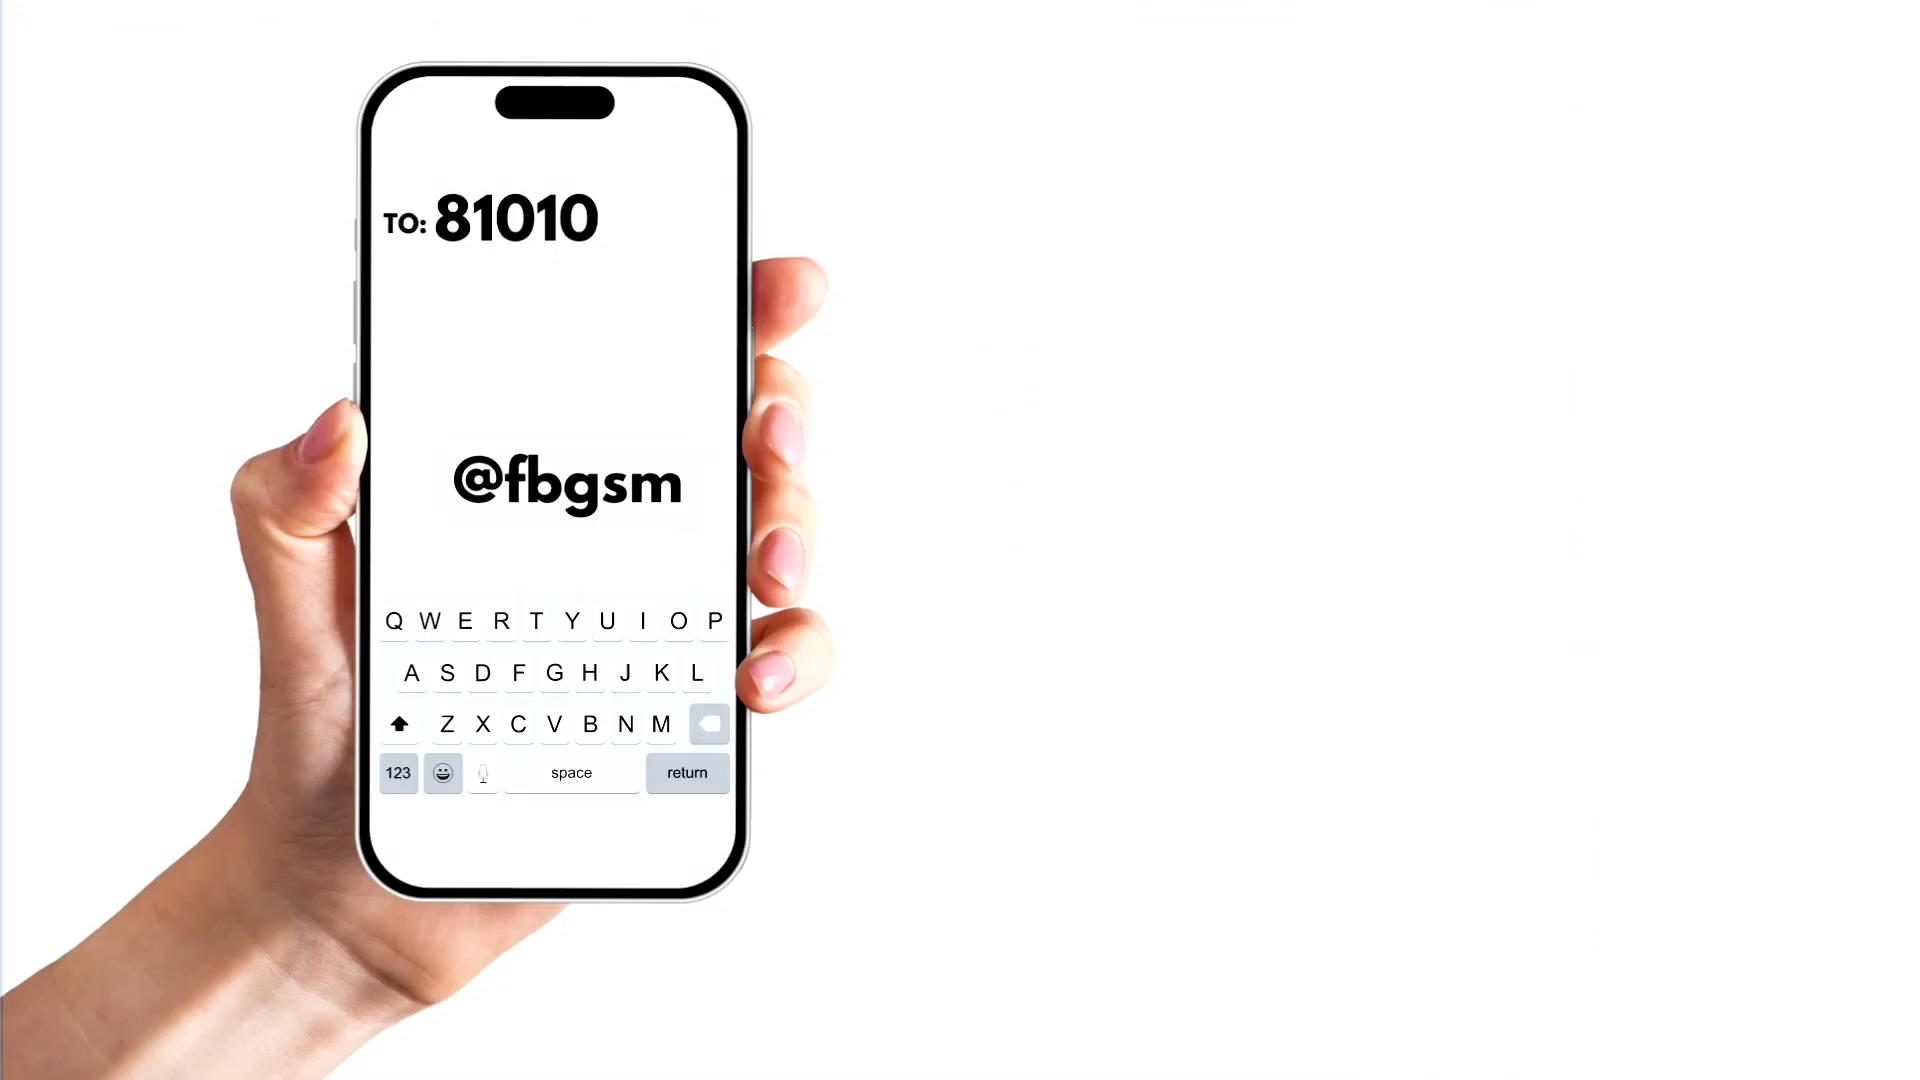 TO: 81010
@fbgsm
Q W E R T Y U I O P
A S D F G H J K L
Z X C V B N M
123 space return